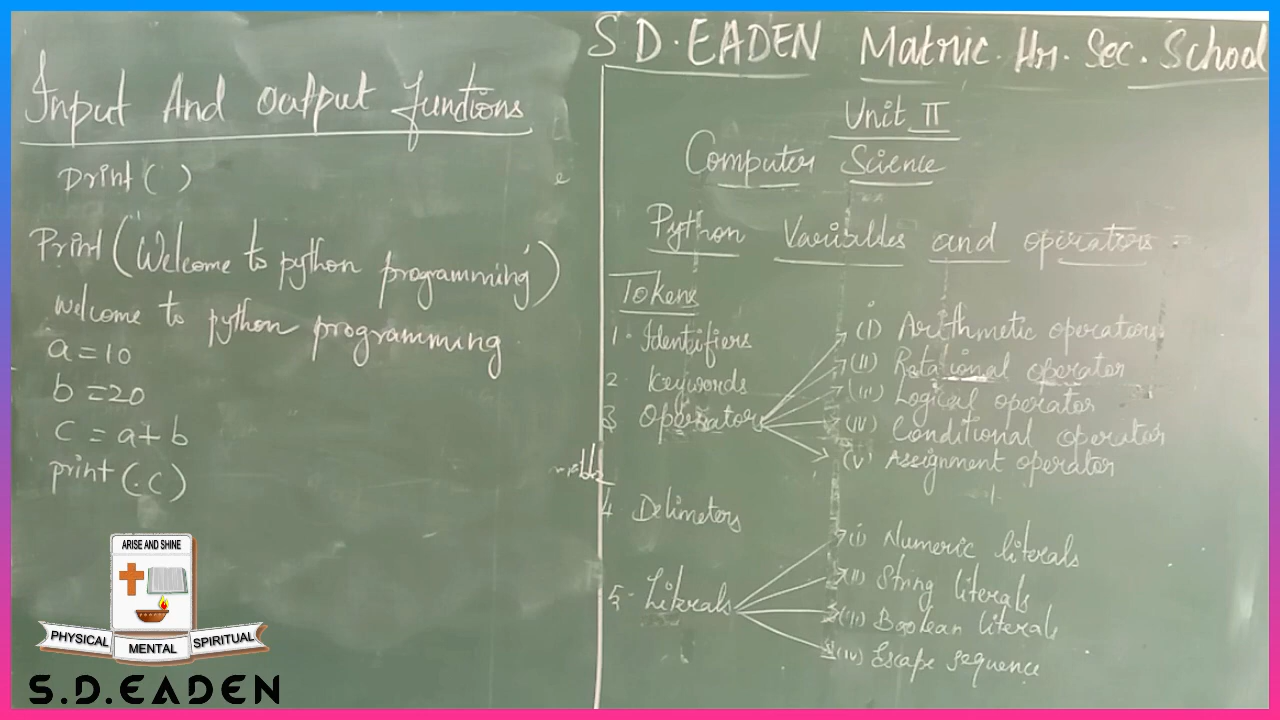 Input And Output functions
Print( )
Print('Welcome to python programming')
Welcome to python programming
a = 10
b = 20
c = a + b
print(.c)
S.D.EADEN Matric. Hr. Sec. School
Unit II
Computer Science
Python Variables and operators
Tokens
1. Identifiers
2. Keywords
3 Operators
(i) Arithmetic operators
(ii) Rotational operator
(iii) Logical operator
(iv) Conditional operator
(v) Assignment operator
4 Delimeters
5. Literals
(i) Numeric literals
(ii) String literals
(iii) Boolean literals
(iv) Escape sequence
ARISE AND SHINE
PHYSICAL MENTAL SPIRITUAL
S.D.EADEN